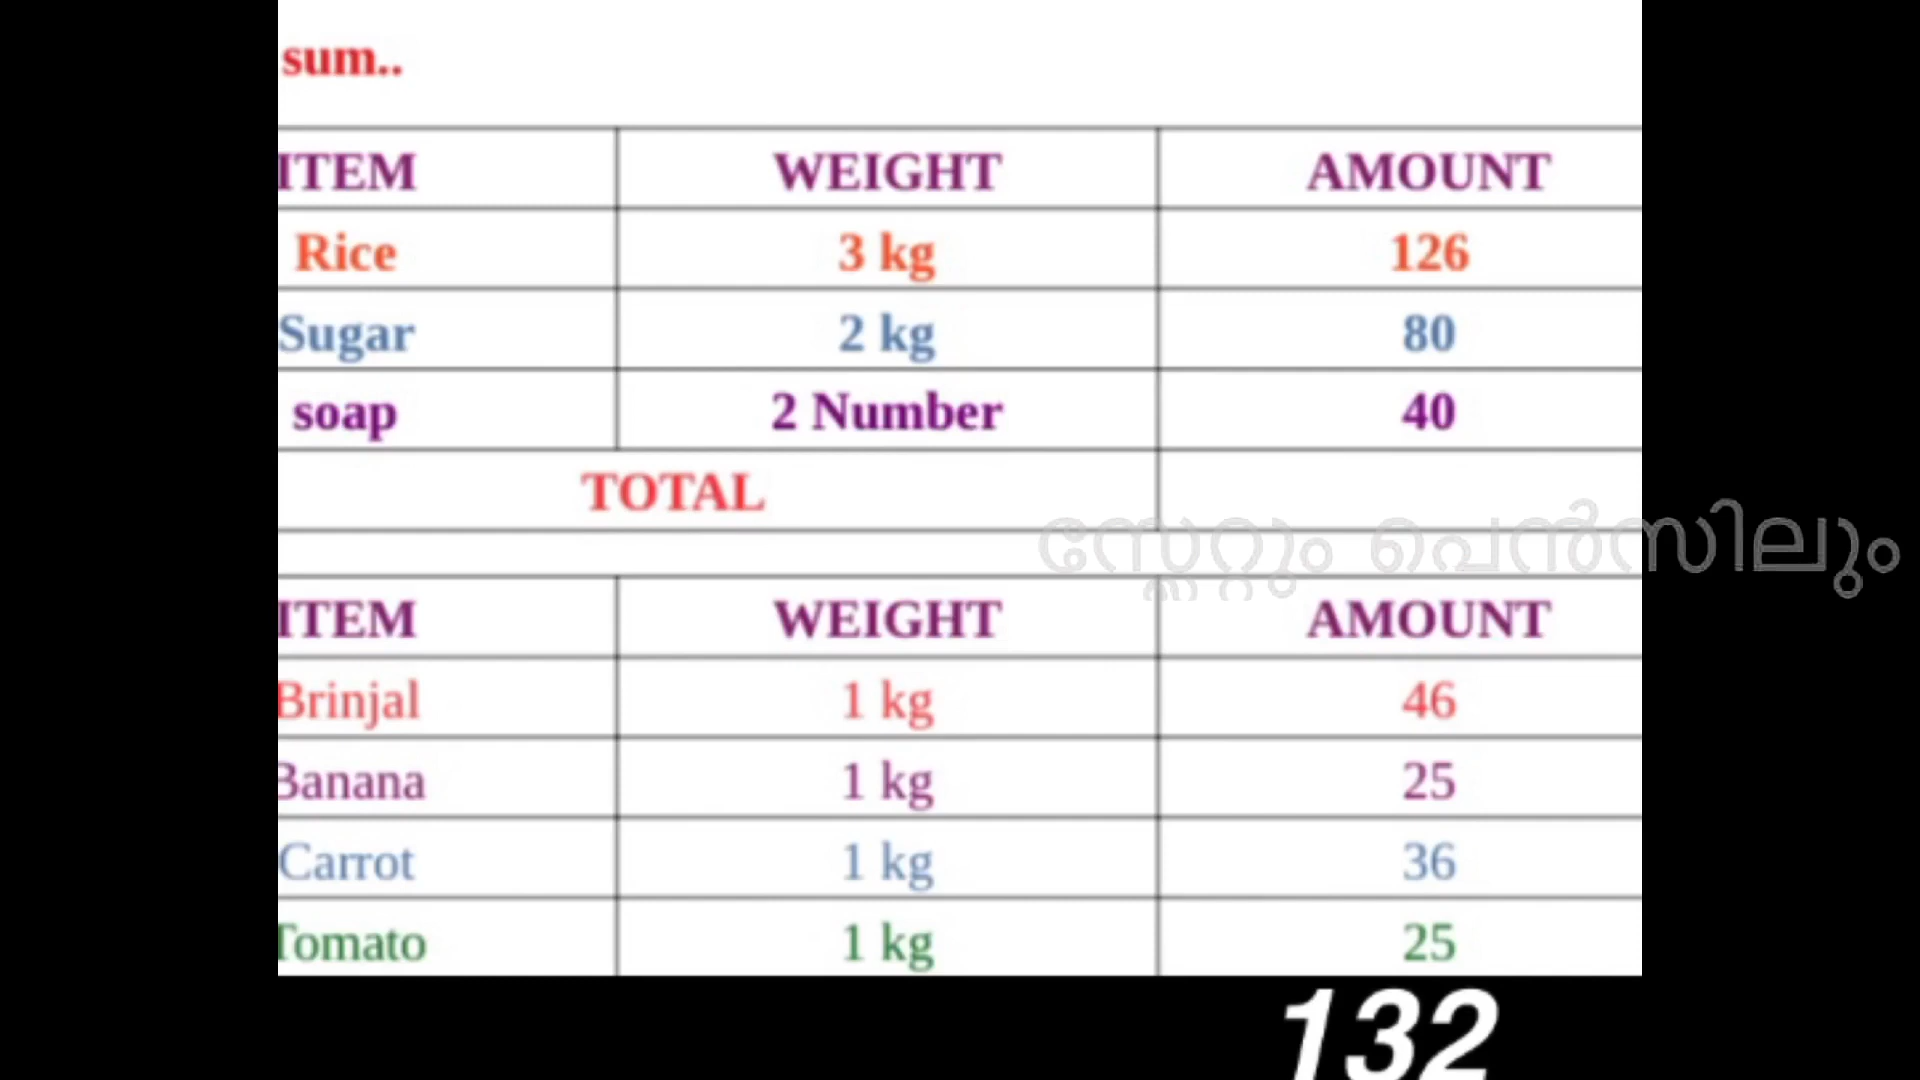 sum..
ITEM WEIGHT AMOUNT
Rice 3 kg 126
Sugar 2 kg 80
soap 2 Number 40
TOTAL
സ്ലേറ്റും പെൻസിലും
ITEM WEIGHT AMOUNT
Brinjal 1 kg 46
Banana 1 kg 25
Carrot 1 kg 36
Tomato 1 kg 25
132